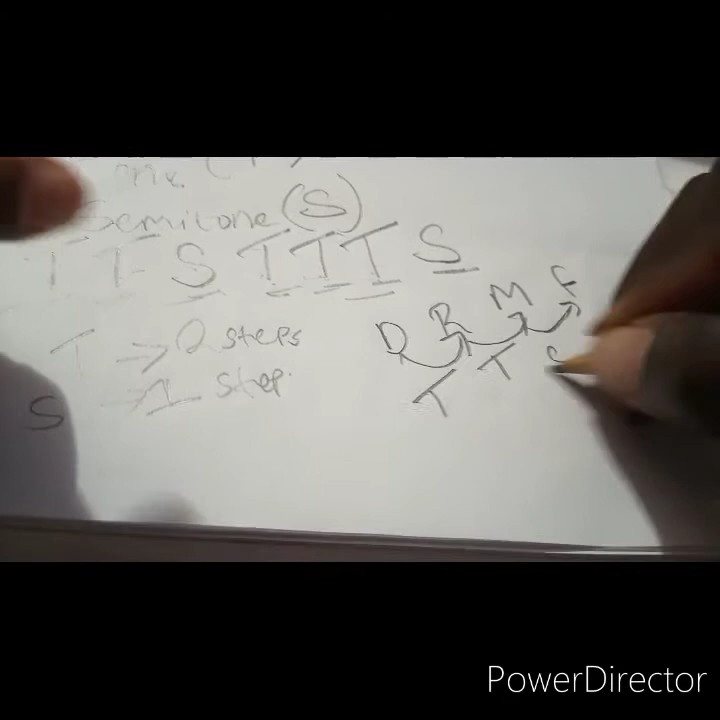 Semitone (S)
T T S T T T S
T → 2 steps
S → 1 step.
D R M F
T T S
PowerDirector